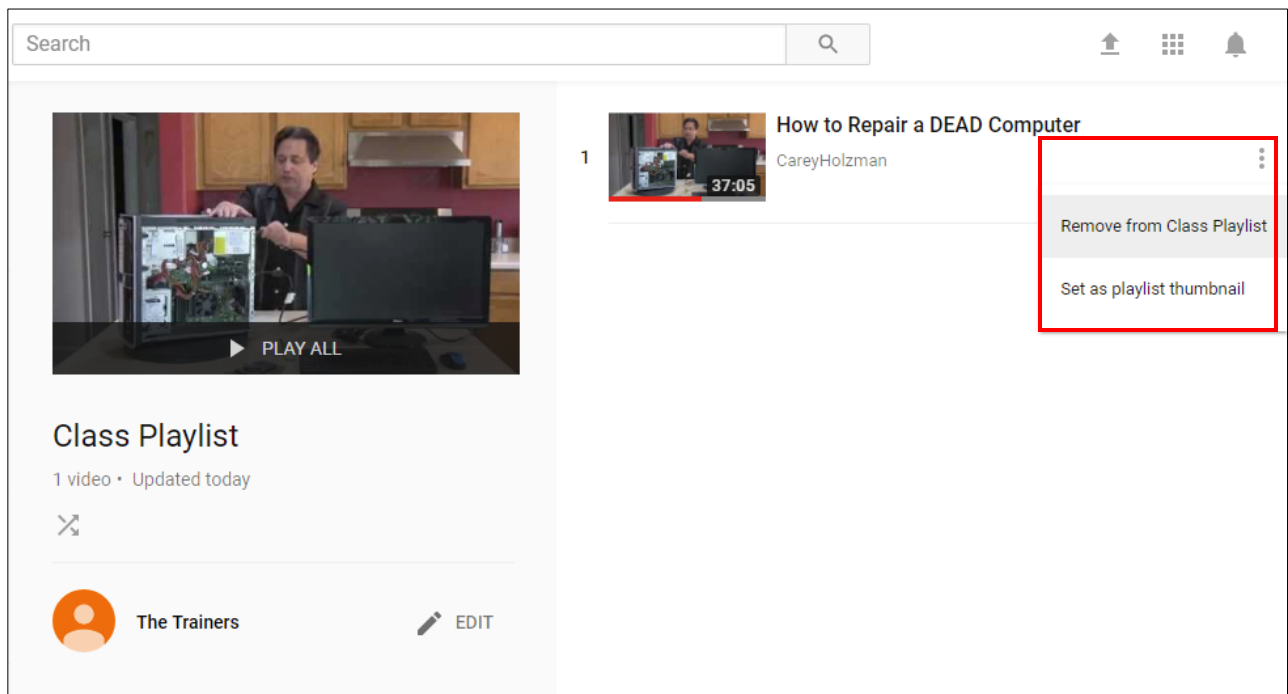 Search
How to Repair a DEAD Computer
1
CareyHolzman
37:05
Remove from Class Playlist
Set as playlist thumbnail
PLAY ALL
Class Playlist
1 video • Updated today
The Trainers
EDIT